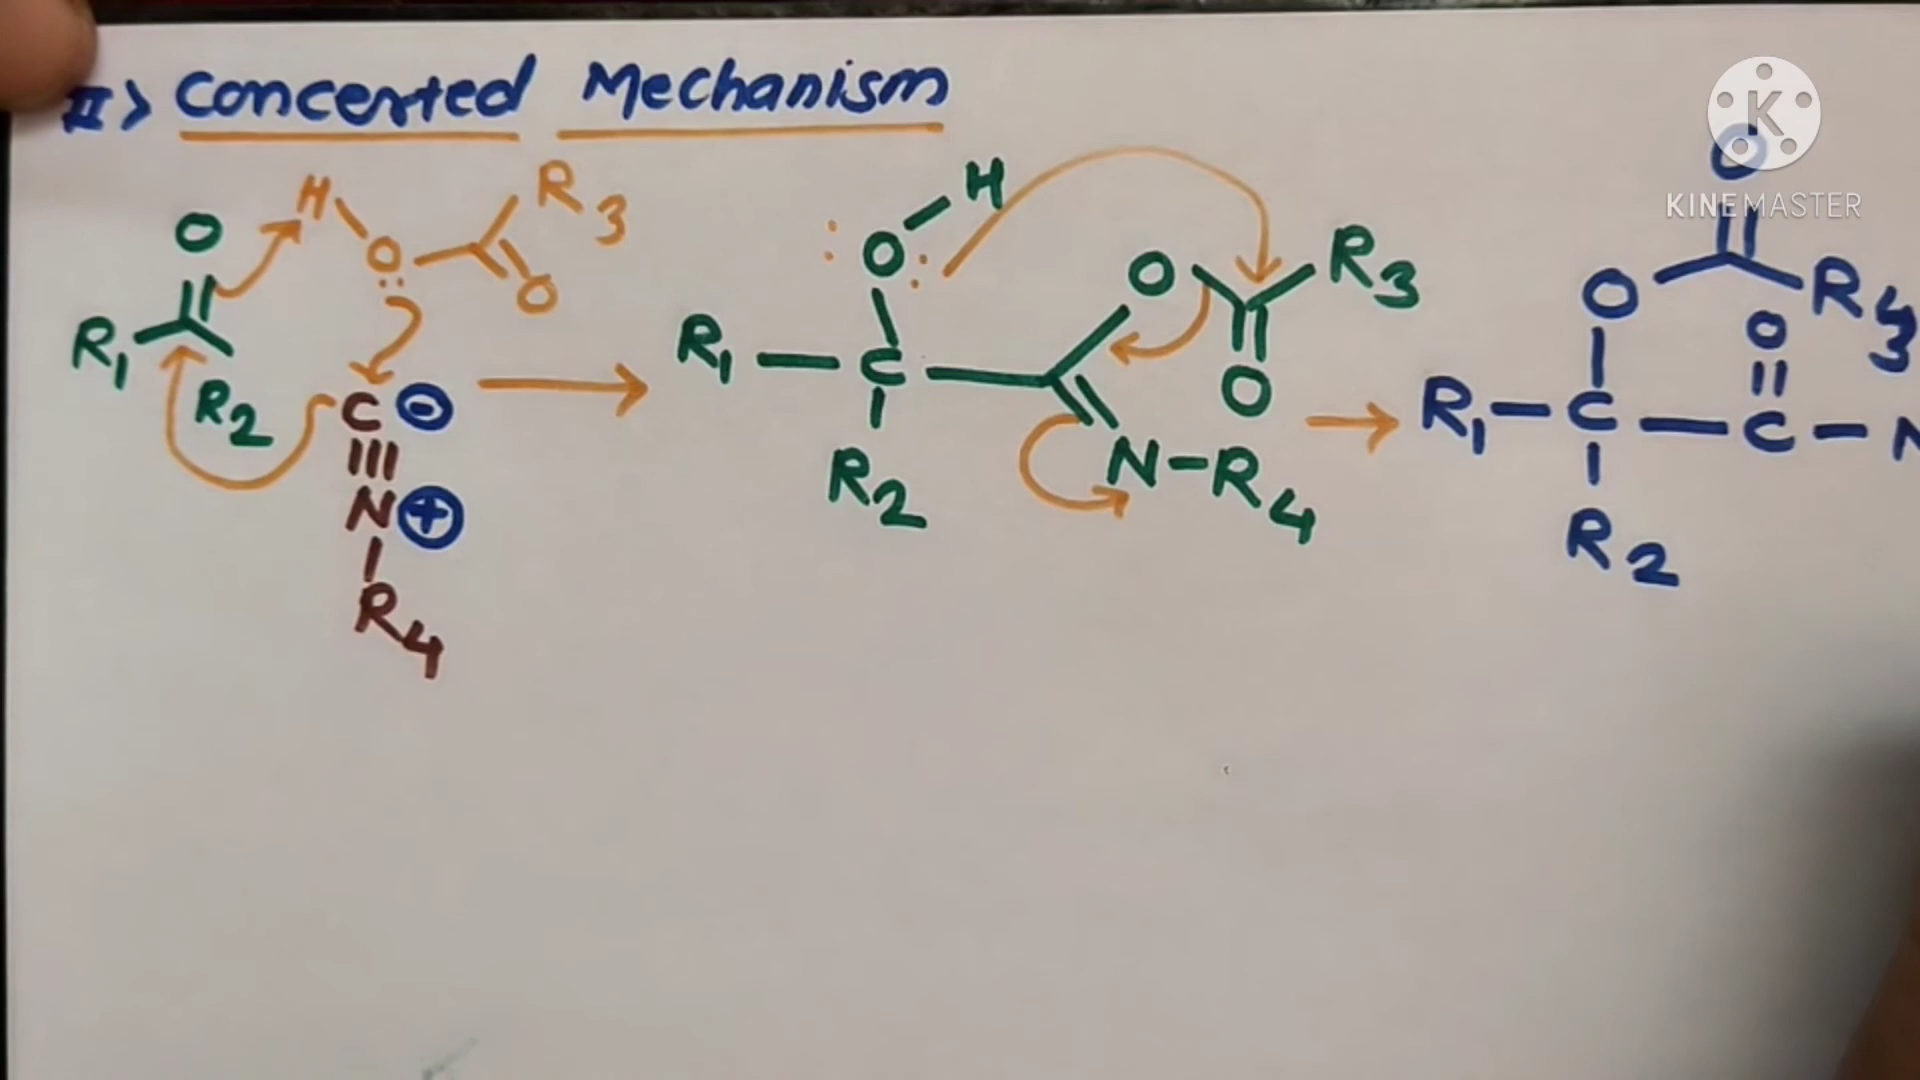 II> Concerted Mechanism
K
KINEMASTER
H R3
O O O
R1 R2
C ⊖
N ⊕
R4
H
O O R3
R1 C O
R2 N-R4
O
O R3
O
R1-C-C-N
R2